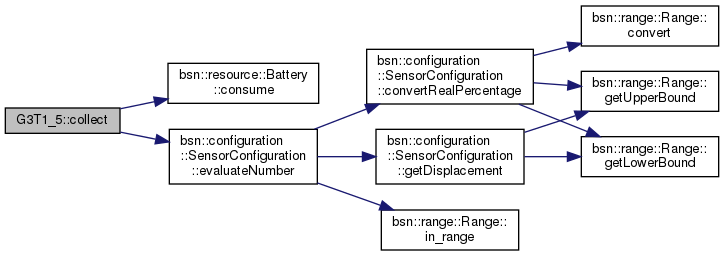 G3T1_5::collect
bsn::resource::Battery
::consume
bsn::configuration
::SensorConfiguration
::evaluateNumber
bsn::configuration
::SensorConfiguration
::convertRealPercentage
bsn::configuration
::SensorConfiguration
::getDisplacement
bsn::range::Range::
in_range
bsn::range::Range::
convert
bsn::range::Range::
getUpperBound
bsn::range::Range::
getLowerBound